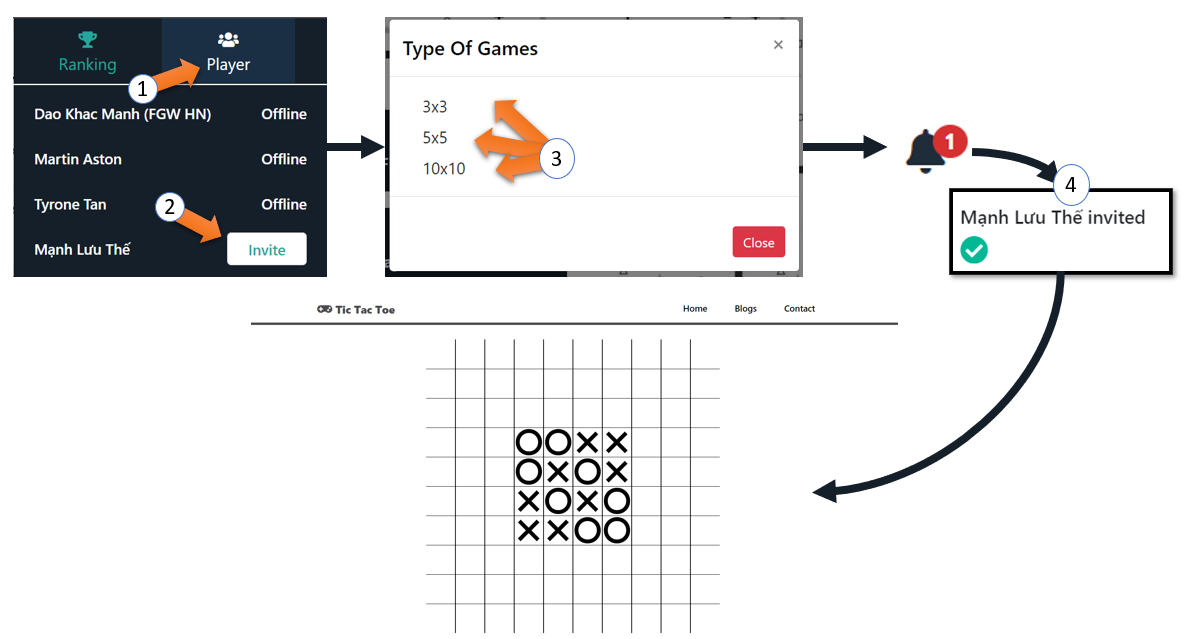 Ranking
Player
1
Dao Khac Manh (FGW HN) Offline
Martin Aston Offline
Tyrone Tan Offline
2
Mạnh Lưu Thế Invite
Type Of Games ×
3x3
5x5
10x10
3
Close
1
4
Mạnh Lưu Thế invited
Tic Tac Toe Home Blogs Contact
O O X X
O X O X
X O X O
X X O O